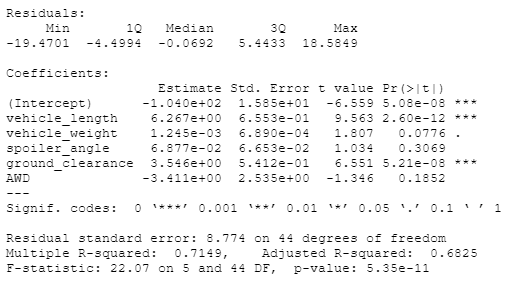 Residuals:
Min 1Q Median 3Q Max
-19.4701 -4.4994 -0.0692 5.4433 18.5849
Coefficients:
Estimate Std. Error t value Pr(>|t|)
(Intercept) -1.040e+02 1.585e+01 -6.559 5.08e-08 ***
vehicle_length 6.267e+00 6.553e-01 9.563 2.60e-12 ***
vehicle_weight 1.245e-03 6.890e-04 1.807 0.0776 .
spoiler_angle 6.877e-02 6.653e-02 1.034 0.3069
ground_clearance 3.546e+00 5.412e-01 6.551 5.21e-08 ***
AWD -3.411e+00 2.535e+00 -1.346 0.1852
---
Signif. codes: 0 ‘***’ 0.001 ‘**’ 0.01 ‘*’ 0.05 ‘.’ 0.1 ‘ ’ 1
Residual standard error: 8.774 on 44 degrees of freedom
Multiple R-squared: 0.7149, Adjusted R-squared: 0.6825
F-statistic: 22.07 on 5 and 44 DF, p-value: 5.35e-11